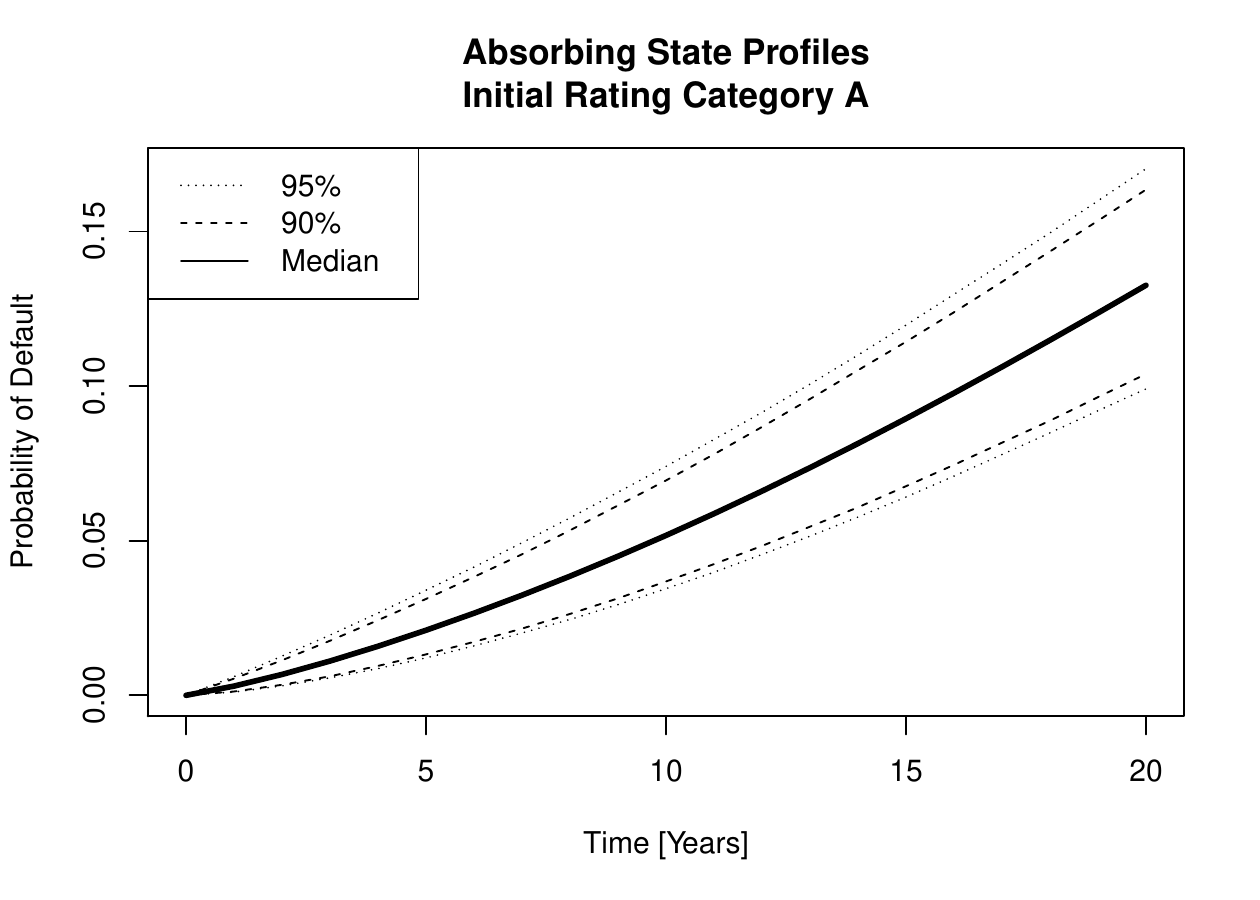 Absorbing State Profiles
Initial Rating Category A
95%
90%
Median
Probability of Default
0.00
0.05
0.10
0.15
0
5
10
15
20
Time [Years]